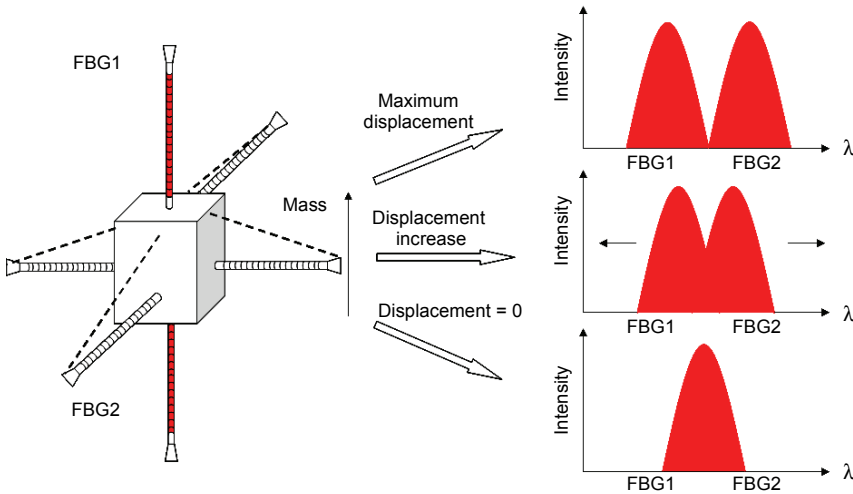 FBG1
Mass
FBG2
Maximum
displacement
Displacement
increase
Displacement = 0
Intensity
FBG1
FBG2
λ
Intensity
FBG1
FBG2
λ
Intensity
FBG1
FBG2
λ